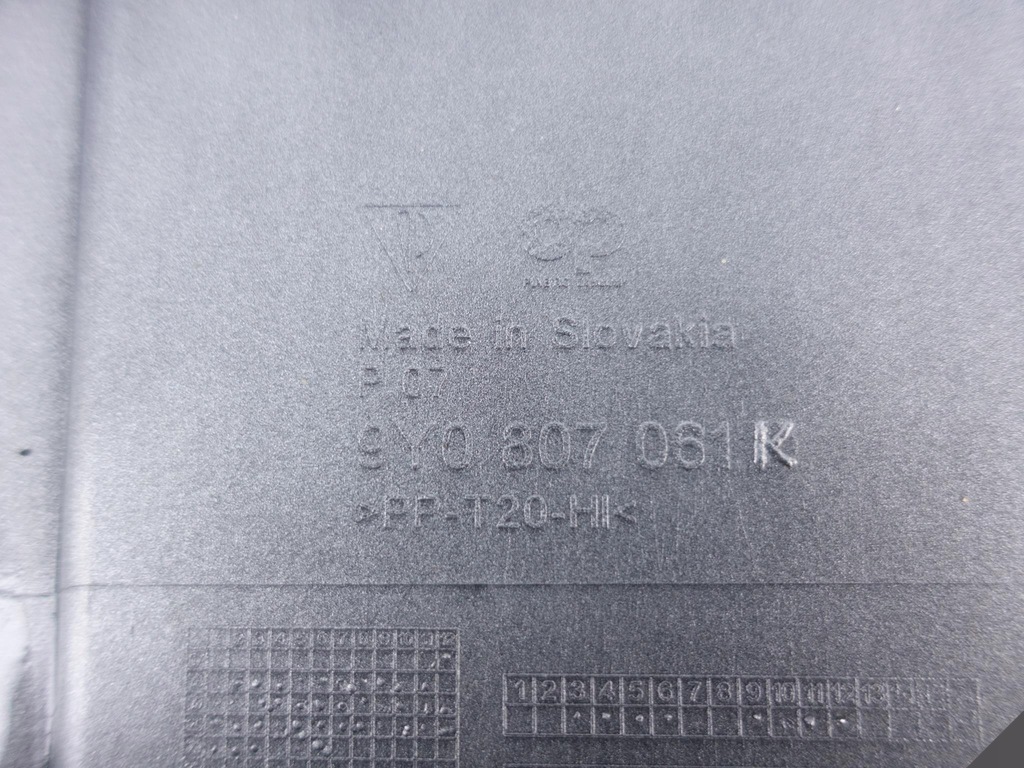 Made in Slovakia
P 07
9Y0 807 061 K
>PP-T20-HI<
1 2 3 4 5 6 7 8 9 10 11 12 13